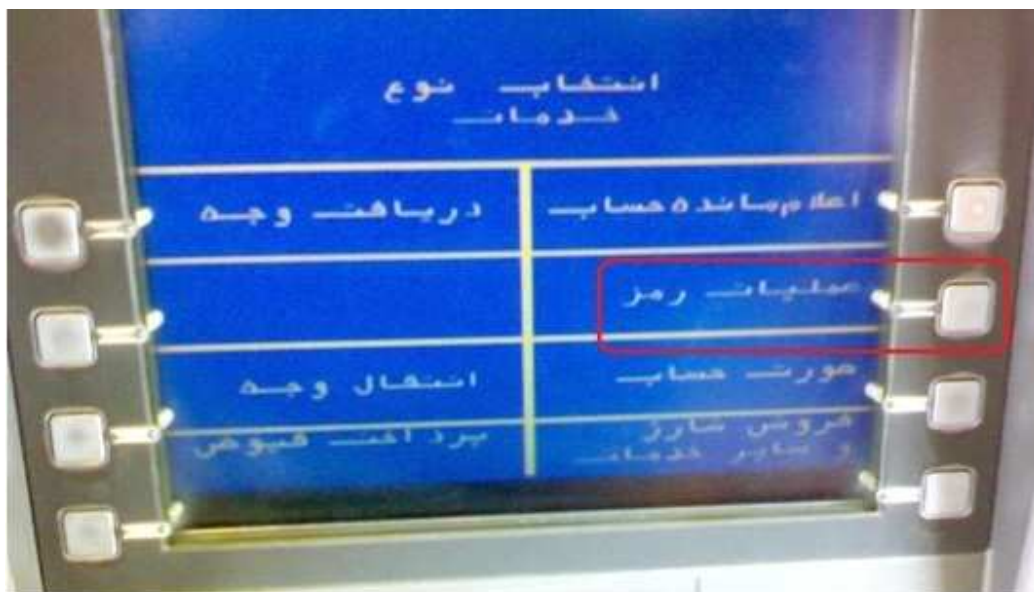 انتخاب نوع
خدمات
اعلام مانده حساب
دریافت وجه
عملیات رمز
صورت حساب
انتقال وجه
فروش شارژ
و سایر خدمات
پرداخت قبوض